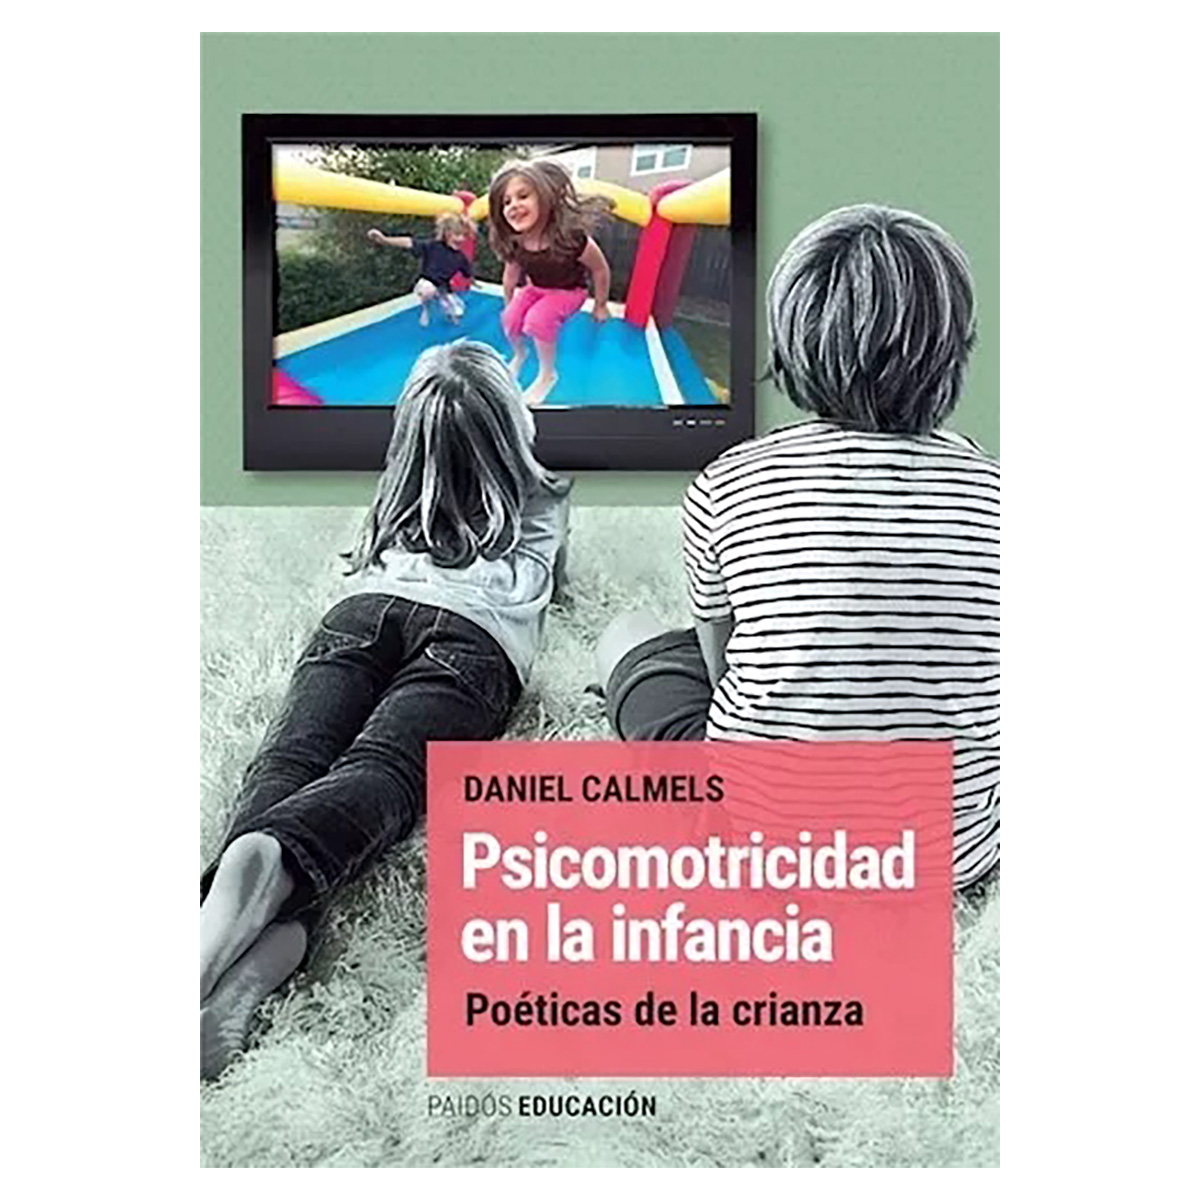 DANIEL CALMELS
Psicomotricidad
en la infancia
Poéticas de la crianza
PAIDÓS EDUCACIÓN